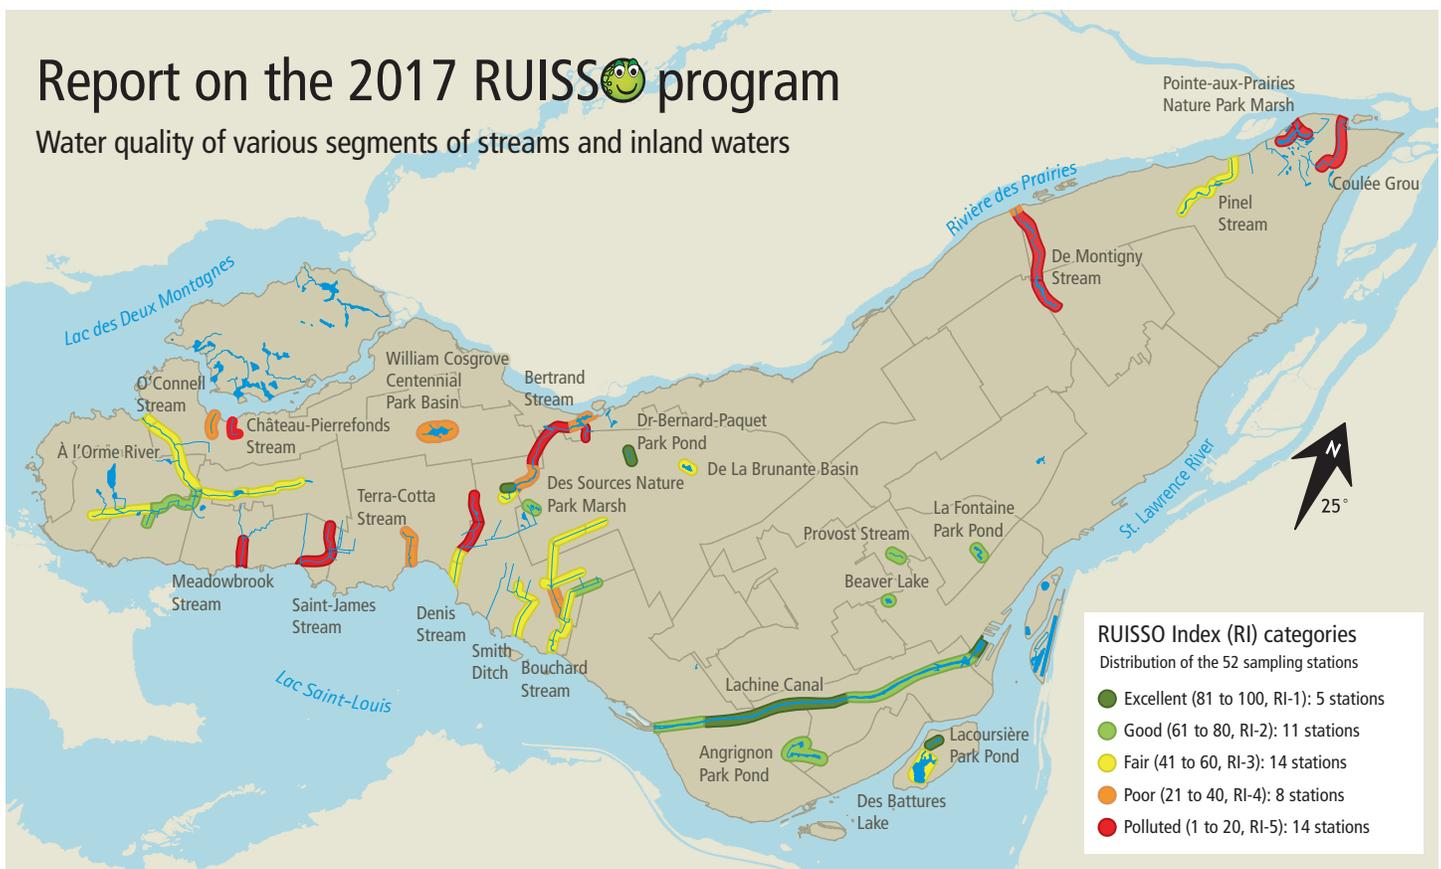 Report on the 2017 RUISSO program
Water quality of various segments of streams and inland waters
Pointe-aux-Prairies
Nature Park Marsh
Coulée Grou
Rivière des Prairies
Pinel
Stream
De Montigny
Stream
Lac des Deux Montagnes
William Cosgrove
Centennial
Park Basin
O'Connell
Stream
Bertrand
Stream
Château-Pierrefonds
Stream
Dr-Bernard-Paquet
Park Pond
À l'Orme River
De La Brunante Basin
Des Sources Nature
Park Marsh
Terra-Cotta
Stream
St. Lawrence River
N
25°
La Fontaine
Park Pond
Provost Stream
Beaver Lake
Meadowbrook
Stream
Saint-James
Stream
Denis
Stream
Smith
Ditch
Bouchard
Stream
Lac Saint-Louis
Lachine Canal
Angrignon
Park Pond
Lacoursière
Park Pond
Des Battures
Lake
RUISSO Index (RI) categories
Distribution of the 52 sampling stations
Excellent (81 to 100, RI-1): 5 stations
Good (61 to 80, RI-2): 11 stations
Fair (41 to 60, RI-3): 14 stations
Poor (21 to 40, RI-4): 8 stations
Polluted (1 to 20, RI-5): 14 stations